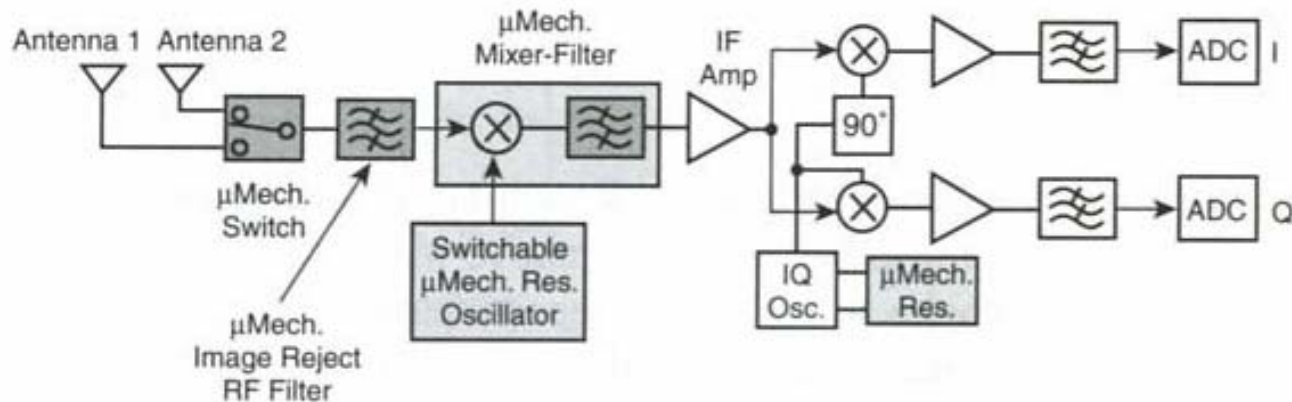 Antenna 1
Antenna 2
μMech.
Switch
μMech.
Image Reject
RF Filter
μMech.
Mixer-Filter
Switchable
μMech. Res.
Oscillator
IF
Amp
90°
IQ
Osc.
μMech.
Res.
ADC
I
ADC
Q